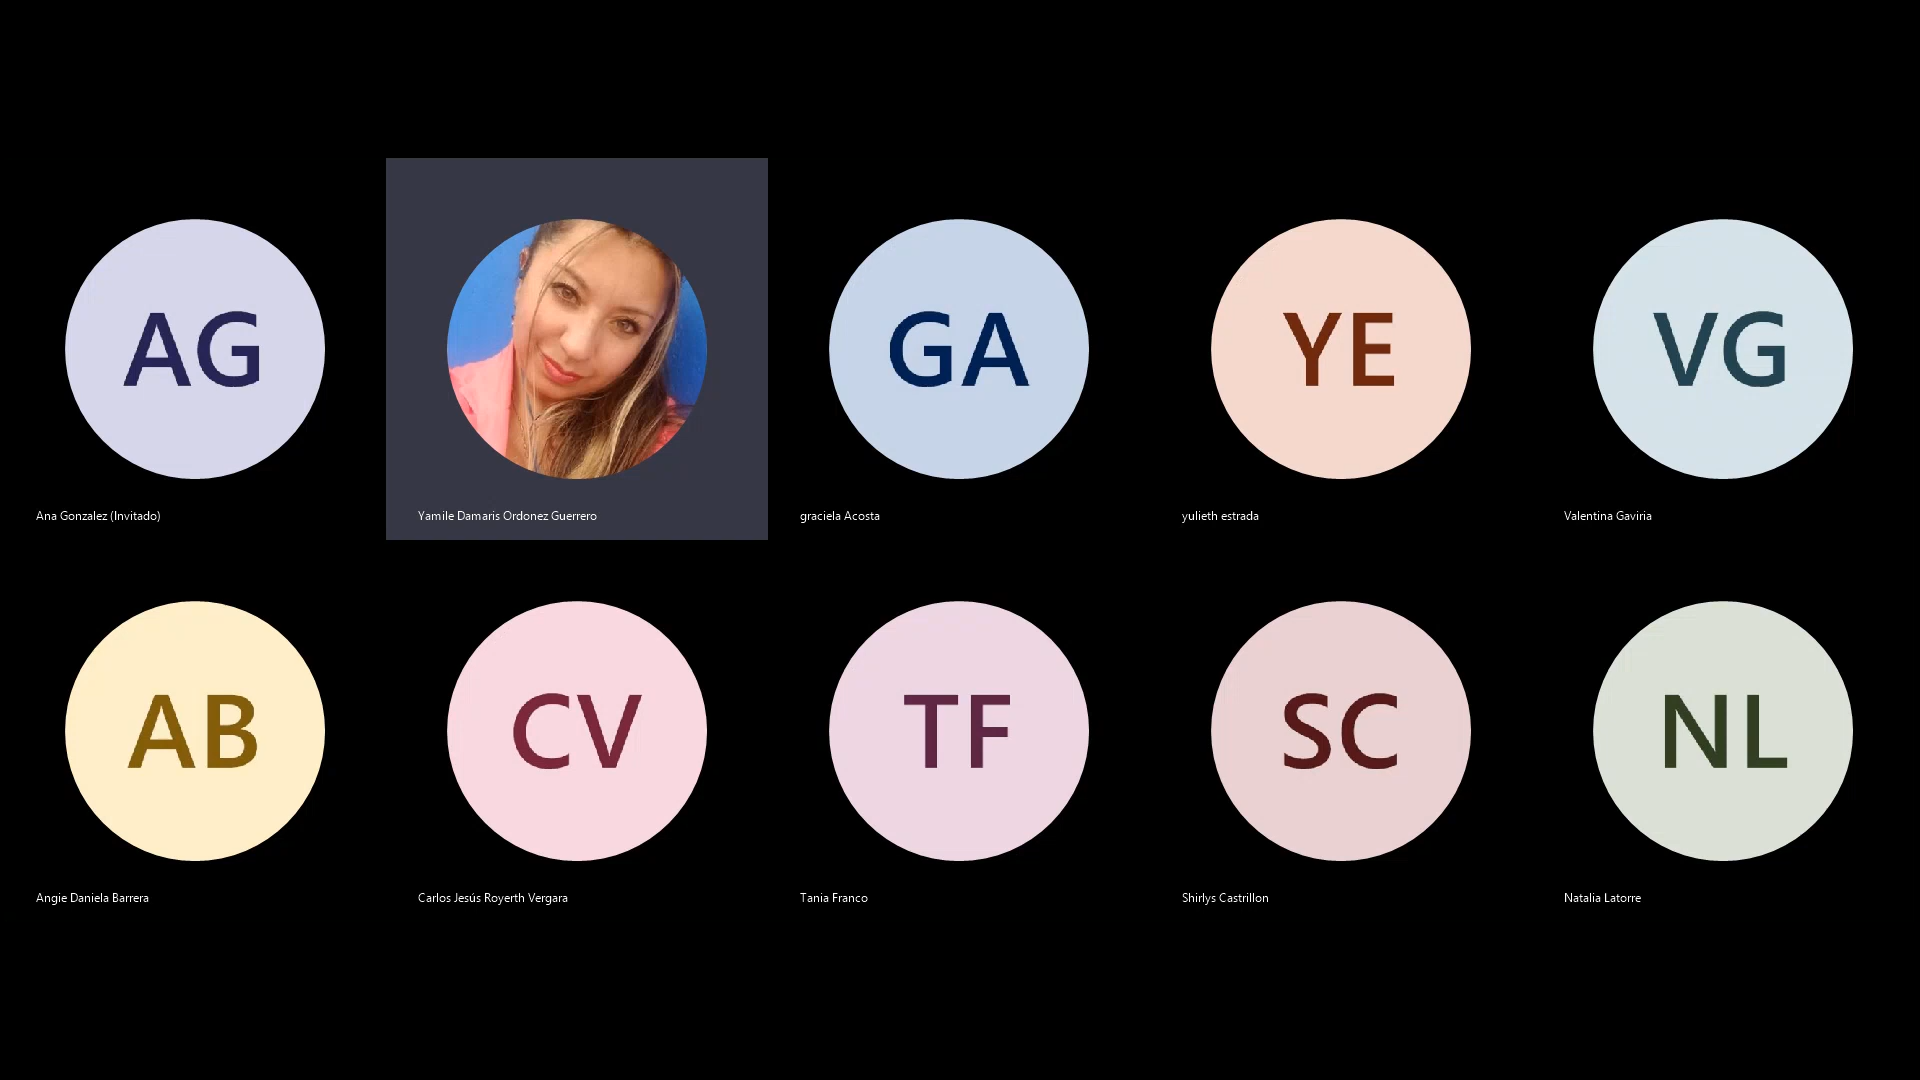 AG
GA
YE
VG
Ana Gonzalez (Invitado)
Yamile Damaris Ordonez Guerrero
graciela Acosta
yulieth estrada
Valentina Gaviria
AB
CV
TF
SC
NL
Angie Daniela Barrera
Carlos Jesús Royerth Vergara
Tania Franco
Shirlys Castrillon
Natalia Latorre